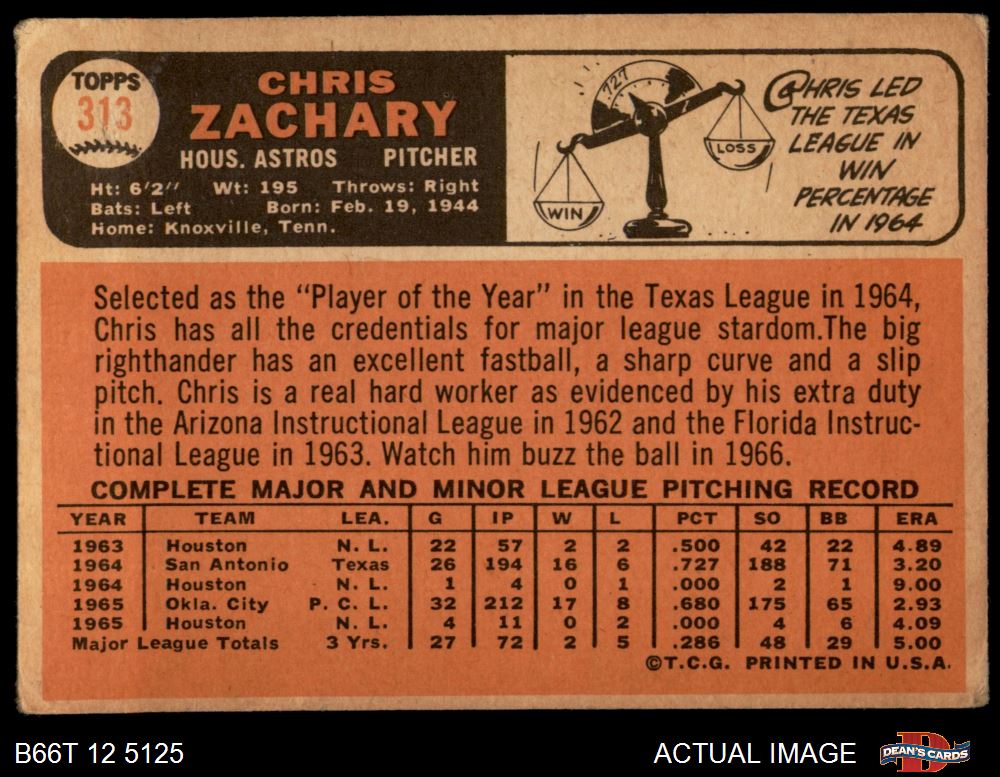 TOPPS
313
CHRIS
ZACHARY
HOUS. ASTROS PITCHER
Ht: 6'2" Wt: 195 Throws: Right
Bats: Left Born: Feb. 19, 1944
Home: Knoxville, Tenn.
.727
WIN
LOSS
CHRIS LED
THE TEXAS
LEAGUE IN
WIN
PERCENTAGE
IN 1964
Selected as the "Player of the Year" in the Texas League in 1964,
Chris has all the credentials for major league stardom.The big
righthander has an excellent fastball, a sharp curve and a slip
pitch. Chris is a real hard worker as evidenced by his extra duty
in the Arizona Instructional League in 1962 and the Florida Instruc-
tional League in 1963. Watch him buzz the ball in 1966.
COMPLETE MAJOR AND MINOR LEAGUE PITCHING RECORD
YEAR TEAM LEA. G IP W L PCT SO BB ERA
1963 Houston N. L. 22 57 2 2 .500 42 22 4.89
1964 San Antonio Texas 26 194 16 6 .727 188 71 3.20
1964 Houston N. L. 1 4 0 1 .000 2 1 9.00
1965 Okla. City P. C. L. 32 212 17 8 .680 175 65 2.93
1965 Houston N. L. 4 11 0 2 .000 4 6 4.09
Major League Totals 3 Yrs. 27 72 2 5 .286 48 29 5.00
©T.C.G. PRINTED IN U.S.A.
B66T 12 5125
ACTUAL IMAGE
D
DEAN'S CARDS